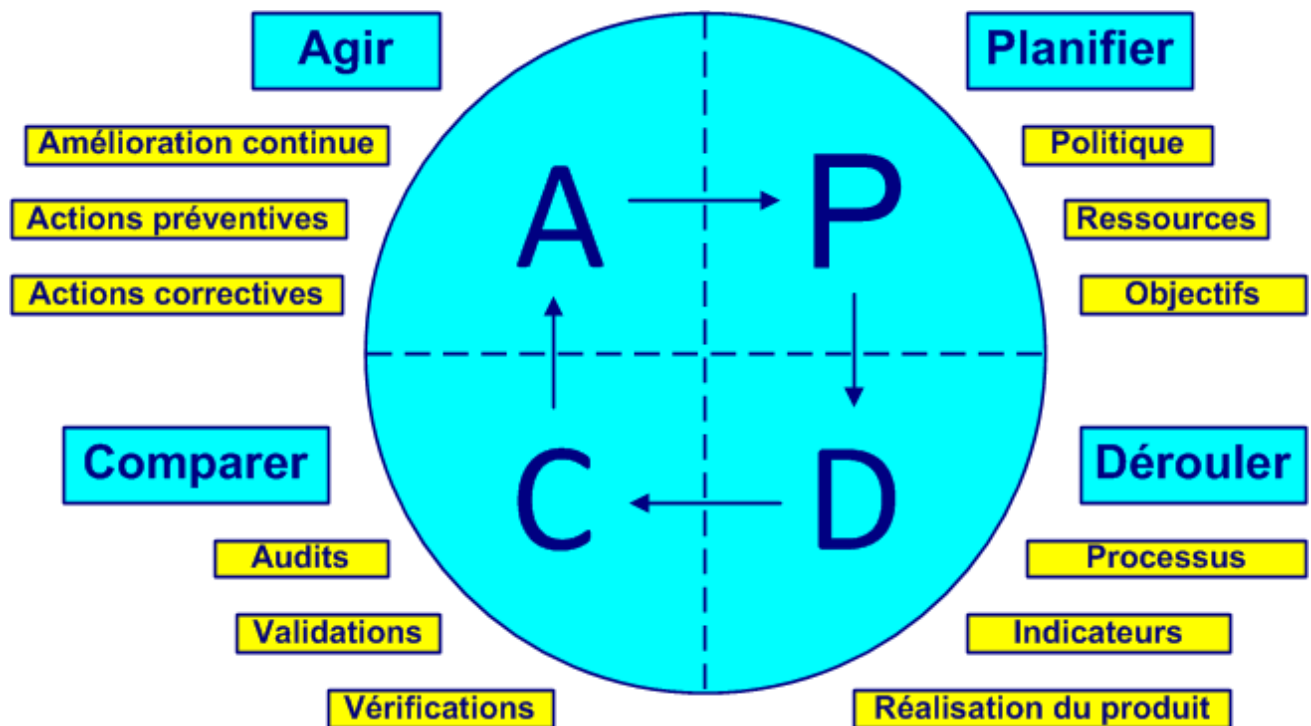 Agir
Planifier
Amélioration continue
Politique
Actions préventives
Ressources
Actions correctives
Objectifs
A
P
C
D
Comparer
Dérouler
Audits
Processus
Validations
Indicateurs
Vérifications
Réalisation du produit